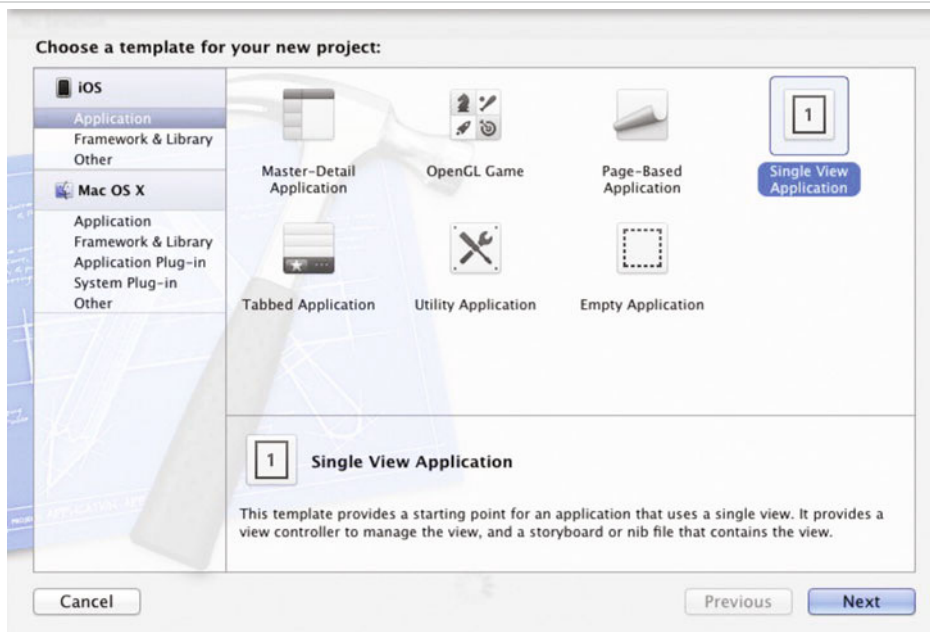 Choose a template for your new project:
iOS
Application
Framework & Library
Other
Mac OS X
Application
Framework & Library
Application Plug-in
System Plug-in
Other
Master-Detail
Application
OpenGL Game
Page-Based
Application
1
Single View
Application
Tabbed Application
Utility Application
Empty Application
1
Single View Application
This template provides a starting point for an application that uses a single view. It provides a
view controller to manage the view, and a storyboard or nib file that contains the view.
Cancel
Previous
Next